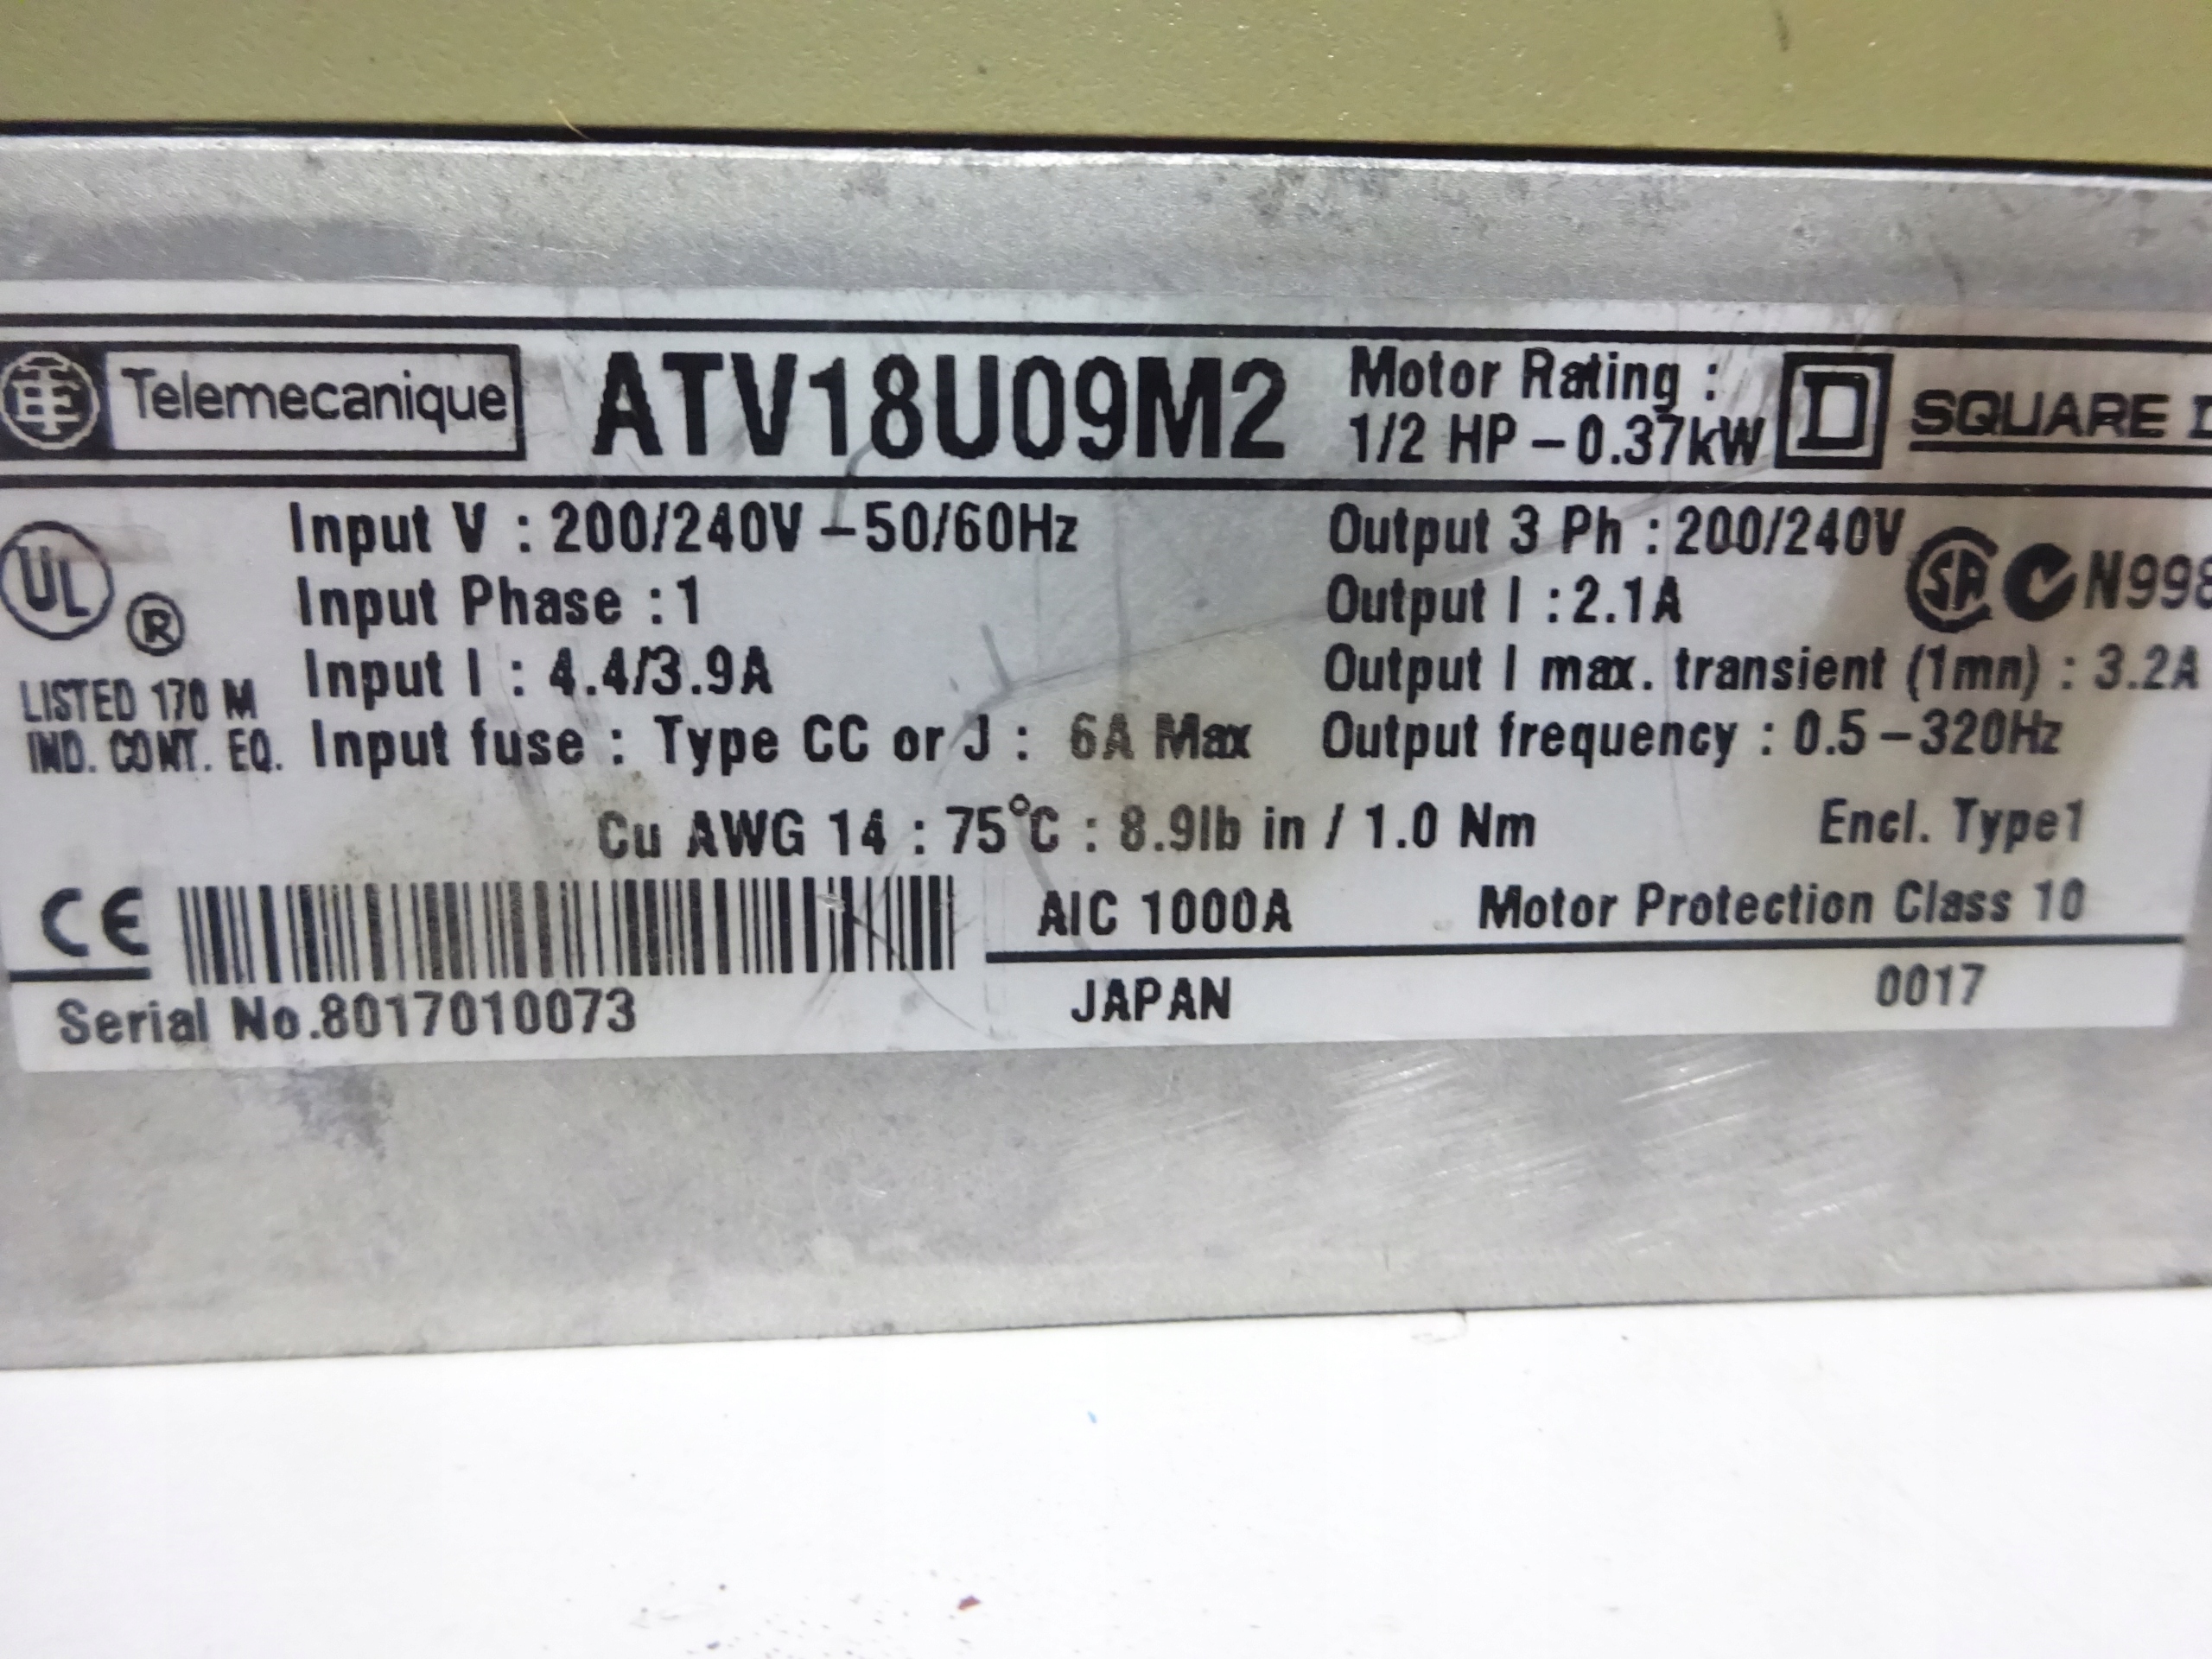 Telemecanique ATV18U09M2 Motor Rating : 1/2 HP – 0.37kW D SQUARE D
Input V : 200/240V – 50/60Hz Output 3 Ph : 200/240V
UL ® Input Phase : 1 Output I : 2.1A SA N998
LISTED 170 M Input I : 4.4/3.9A Output I max. transient (1mn) : 3.2A
IND. CONT. EQ. Input fuse : Type CC or J : 6A Max Output frequency : 0.5 – 320Hz
Cu AWG 14 : 75°C : 8.9lb in / 1.0 Nm Encl. Type1
CE AIC 1000A Motor Protection Class 10
Serial No.8017010073 JAPAN 0017